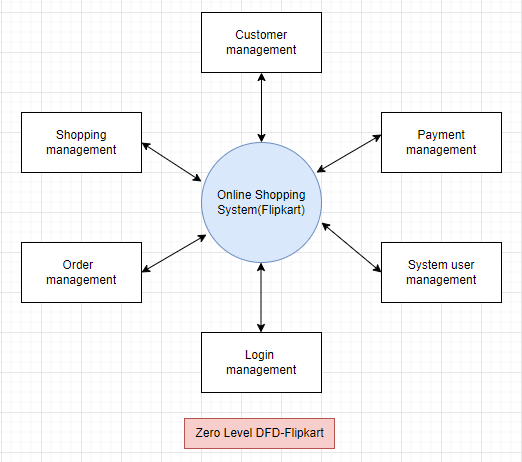 Customer
management
Shopping
management
Payment
management
Online Shopping
System(Flipkart)
Order
management
System user
management
Login
management
Zero Level DFD-Flipkart